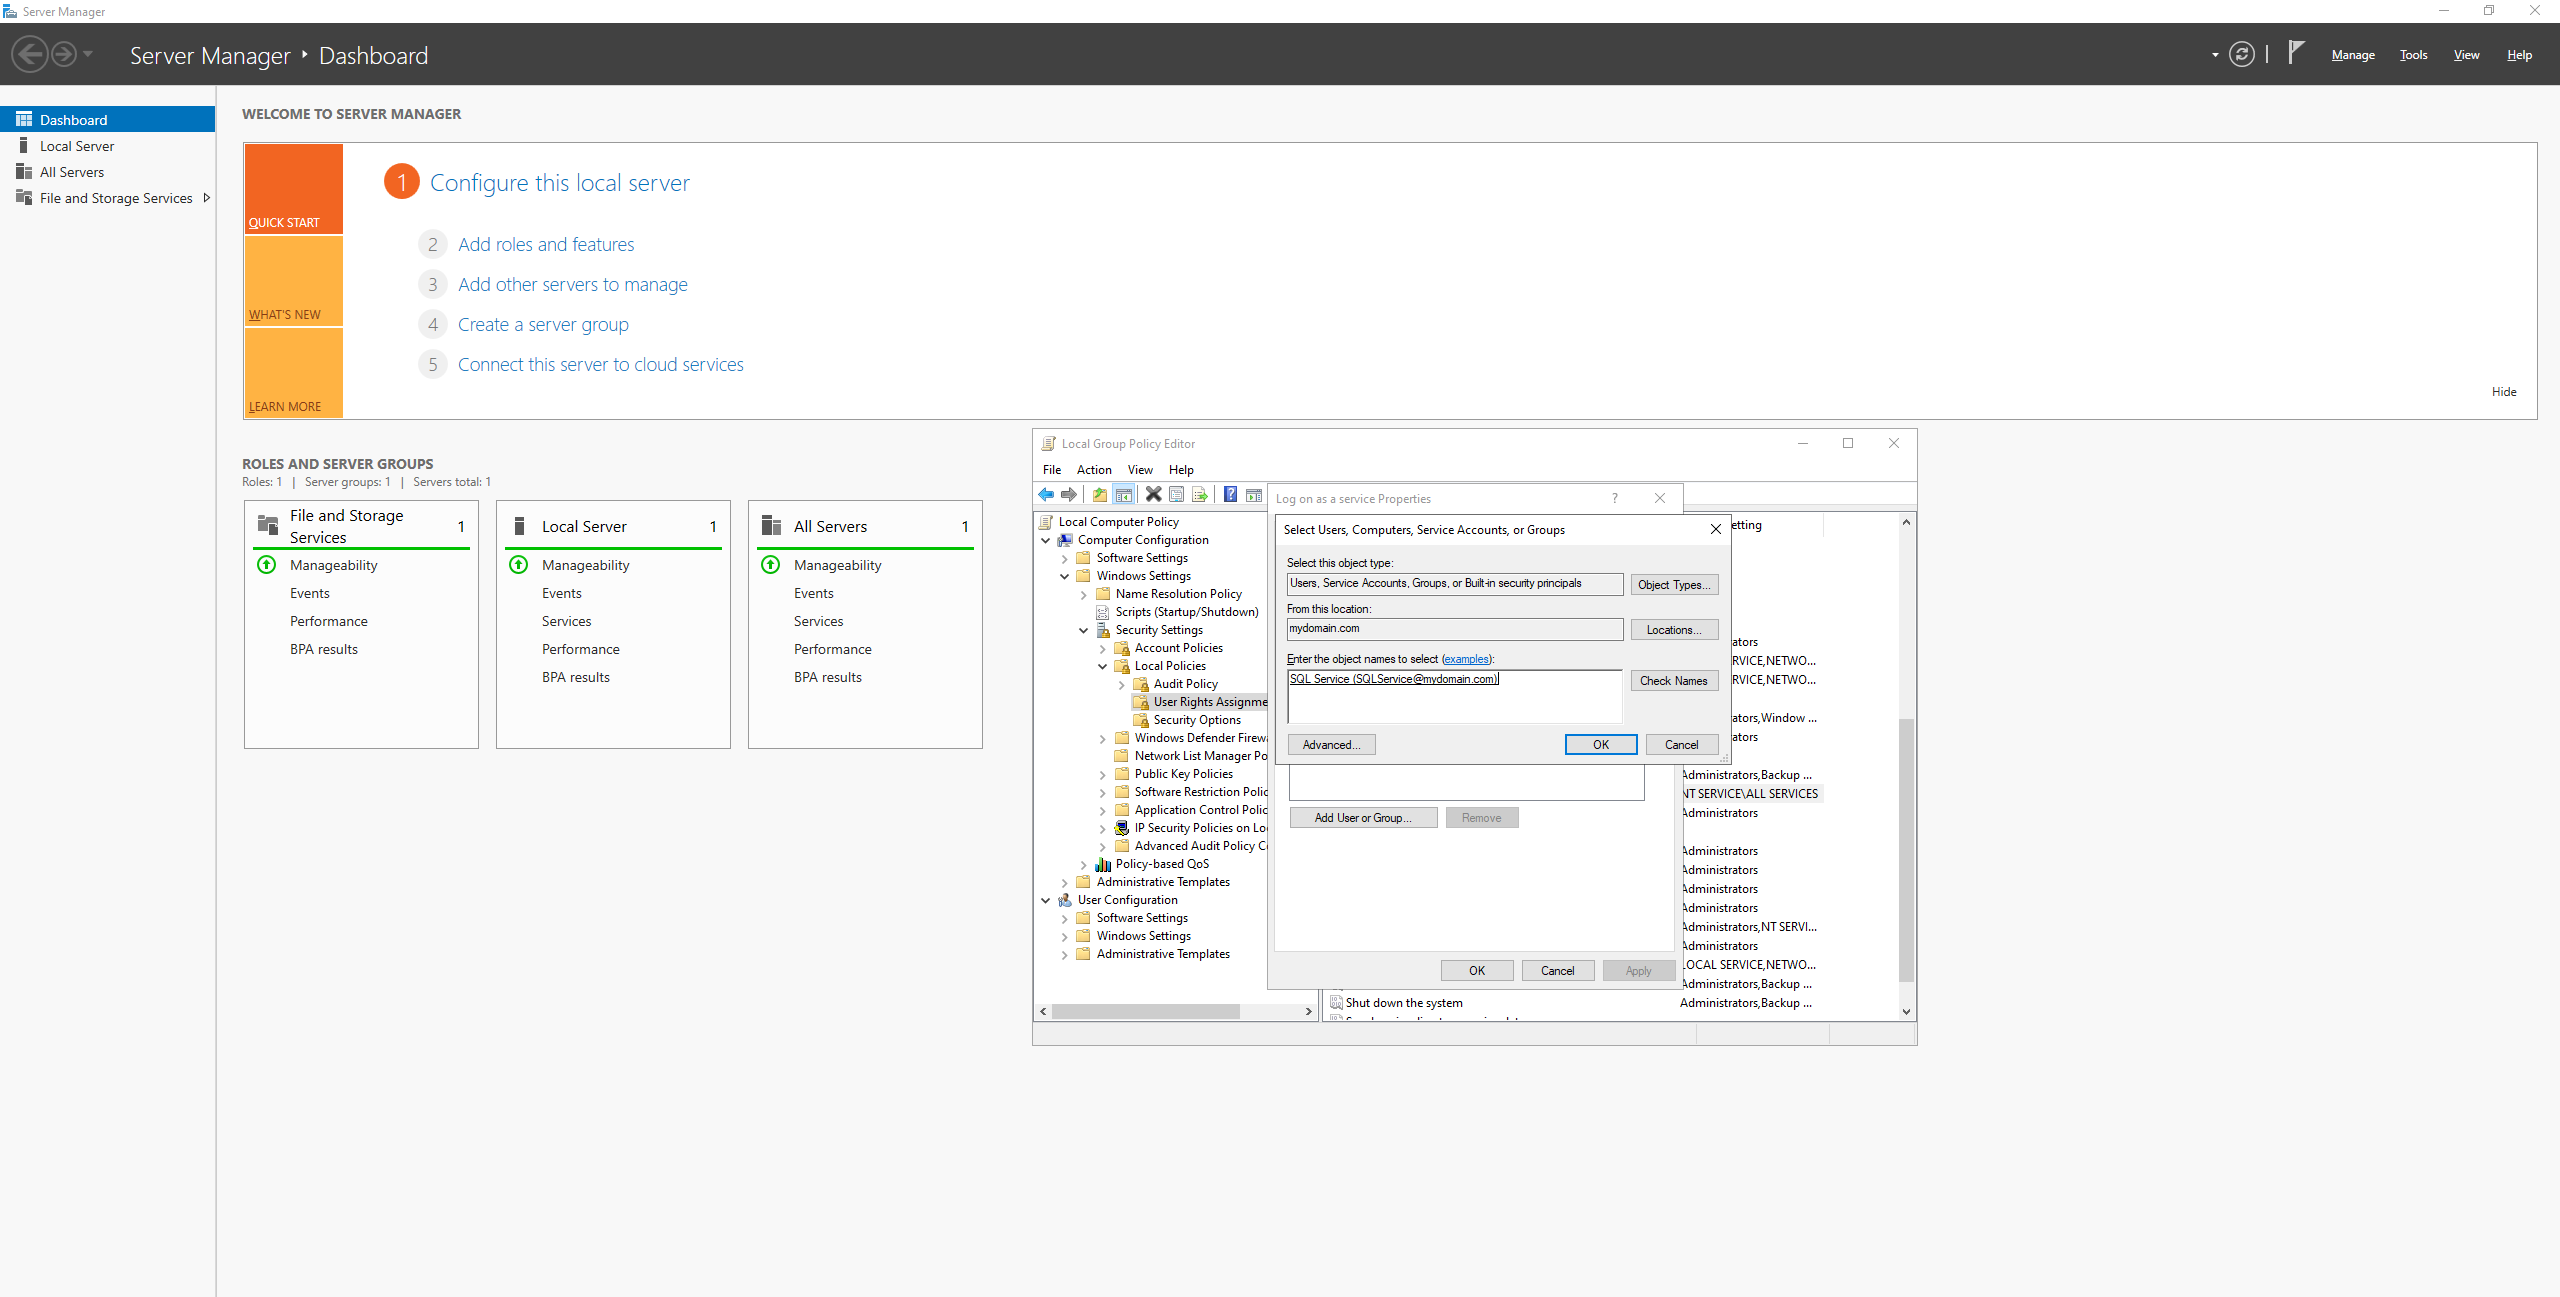 Server Manager
Server Manager ‣ Dashboard
Manage Tools View Help
Dashboard
Local Server
All Servers
File and Storage Services
WELCOME TO SERVER MANAGER
QUICK START
WHAT'S NEW
LEARN MORE
1 Configure this local server
2 Add roles and features
3 Add other servers to manage
4 Create a server group
5 Connect this server to cloud services
Hide
ROLES AND SERVER GROUPS
Roles: 1 | Server groups: 1 | Servers total: 1
File and Storage Services 1
Manageability
Events
Performance
BPA results
Local Server 1
Manageability
Events
Services
Performance
BPA results
All Servers 1
Manageability
Events
Services
Performance
BPA results
Local Group Policy Editor
File Action View Help
Local Computer Policy
Computer Configuration
Software Settings
Windows Settings
Name Resolution Policy
Scripts (Startup/Shutdown)
Security Settings
Account Policies
Local Policies
Audit Policy
User Rights Assignme
Security Options
Windows Defender Firew
Network List Manager Po
Public Key Policies
Software Restriction Polic
Application Control Polic
IP Security Policies on Lo
Advanced Audit Policy C
Policy-based QoS
Administrative Templates
User Configuration
Software Settings
Windows Settings
Administrative Templates
Log on as a service Properties
Select Users, Computers, Service Accounts, or Groups
Select this object type:
Users, Service Accounts, Groups, or Built-in security principals
Object Types...
From this location:
mydomain.com
Locations...
Enter the object names to select (examples):
SQL Service (SQLService@mydomain.com)
Check Names
Advanced...
OK
Cancel
Add User or Group...
Remove
OK
Cancel
Apply
etting
ators
RVICE,NETWO...
RVICE,NETWO...
ators,Window ...
ators
Administrators,Backup ...
NT SERVICE\ALL SERVICES
Administrators
Administrators
Administrators
Administrators
Administrators
Administrators,NT SERVI...
Administrators
LOCAL SERVICE,NETWO...
Administrators,Backup ...
Shut down the system
Administrators,Backup ...